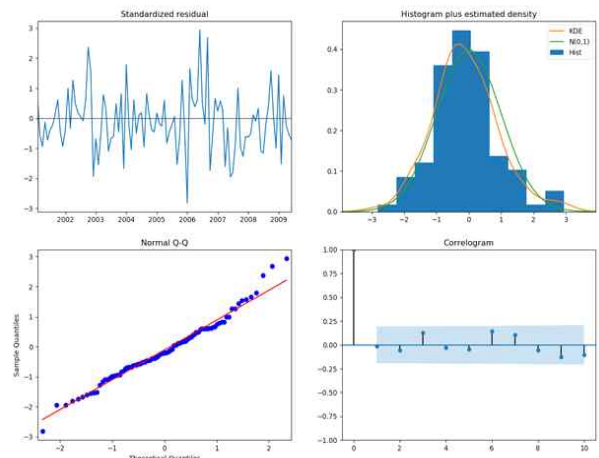 Standardized residual
3
2
1
0
−1
−2
−3
2002 2003 2004 2005 2006 2007 2008 2009
Histogram plus estimated density
KDE
N(0,1)
Hist
0.4
0.3
0.2
0.1
0.0
−3 −2 −1 0 1 2 3
Normal Q-Q
Sample Quantiles
3
2
1
0
−1
−2
−3
−2 −1 0 1 2
Theoretical Quantiles
Correlogram
1.00
0.75
0.50
0.25
0.00
−0.25
−0.50
−0.75
−1.00
0 2 4 6 8 10